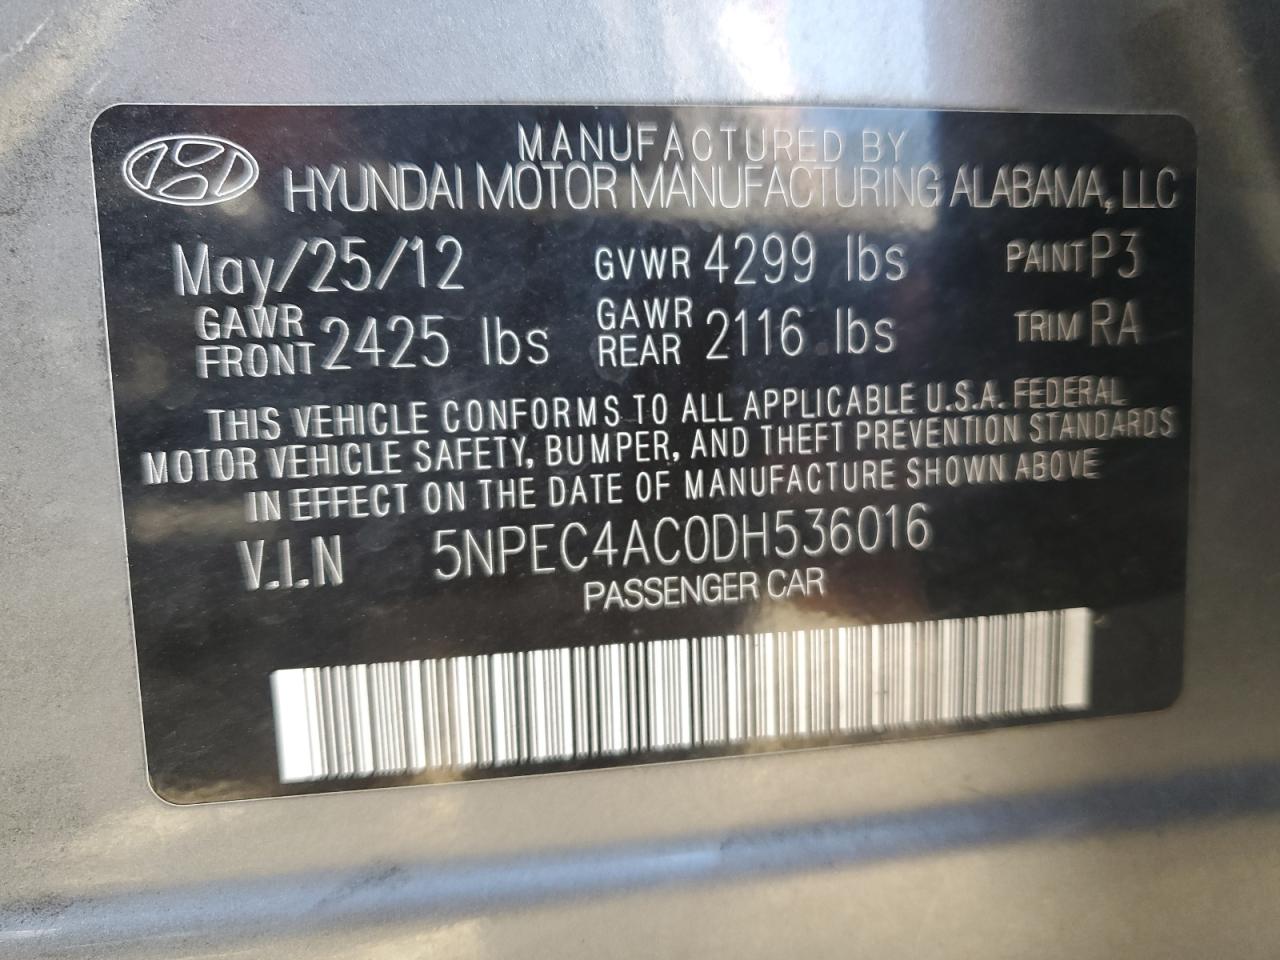 MANUFACTURED BY
HYUNDAI MOTOR MANUFACTURING ALABAMA, LLC
May/25/12 GVWR 4299 lbs PAINT P3
GAWR FRONT 2425 lbs GAWR REAR 2116 lbs TRIM RA
THIS VEHICLE CONFORMS TO ALL APPLICABLE U.S.A. FEDERAL
MOTOR VEHICLE SAFETY, BUMPER, AND THEFT PREVENTION STANDARDS
IN EFFECT ON THE DATE OF MANUFACTURE SHOWN ABOVE
V.I.N 5NPEC4AC0DH536016
PASSENGER CAR